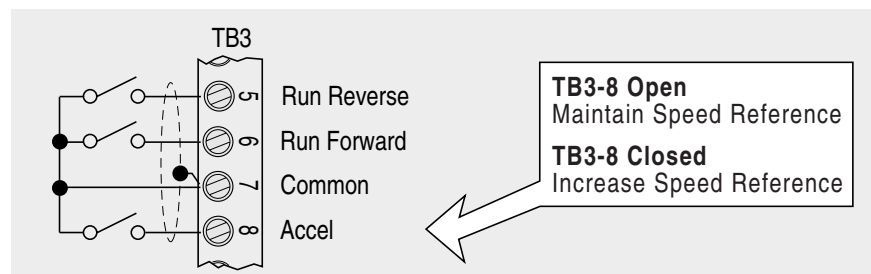 TB3
5 Run Reverse
6 Run Forward
7 Common
8 Accel
TB3-8 Open
Maintain Speed Reference
TB3-8 Closed
Increase Speed Reference